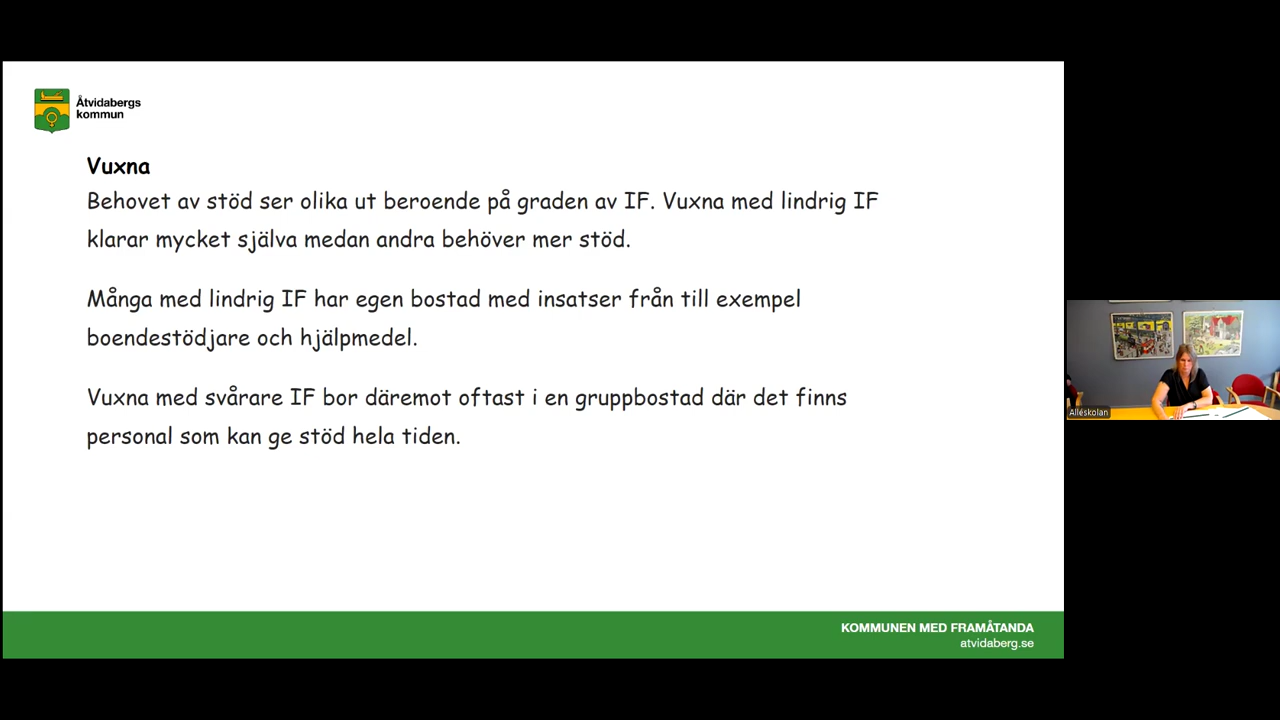 Åtvidabergs
kommun
Vuxna
Behovet av stöd ser olika ut beroende på graden av IF. Vuxna med lindrig IF
klarar mycket själva medan andra behöver mer stöd.
Många med lindrig IF har egen bostad med insatser från till exempel
boendestödjare och hjälpmedel.
Vuxna med svårare IF bor däremot oftast i en gruppbostad där det finns
personal som kan ge stöd hela tiden.
Alléskolan
KOMMUNEN MED FRAMÅTANDA
atvidaberg.se